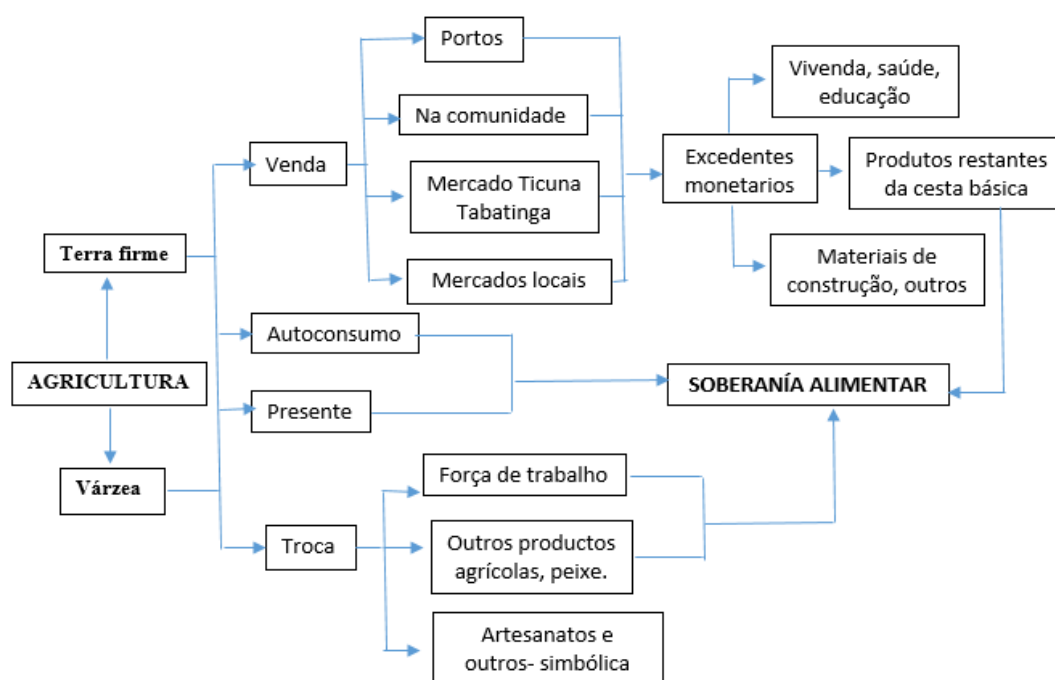 Portos
Vivenda, saúde,
educação
Na comunidade
Venda
Excedentes
monetarios
Produtos restantes
da cesta básica
Mercado Ticuna
Tabatinga
Terra firme
Mercados locais
Materiais de
construção, outros
Autoconsumo
AGRICULTURA
SOBERANÍA ALIMENTAR
Presente
Várzea
Força de trabalho
Troca
Outros productos
agrícolas, peixe.
Artesanatos e
outros- simbólica